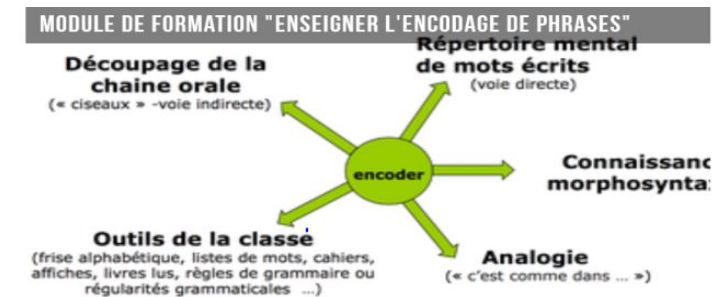 MODULE DE FORMATION "ENSEIGNER L'ENCODAGE DE PHRASES"
Répertoire mental
de mots écrits
(voie directe)
Découpage de la
chaine orale
(« ciseaux » -voie indirecte)
encoder
Connaissanc
morphosynta
Outils de la classe
(frise alphabétique, listes de mots, cahiers,
affiches, livres lus, règles de grammaire ou
régularités grammaticales ...)
Analogie
(« c'est comme dans ... »)